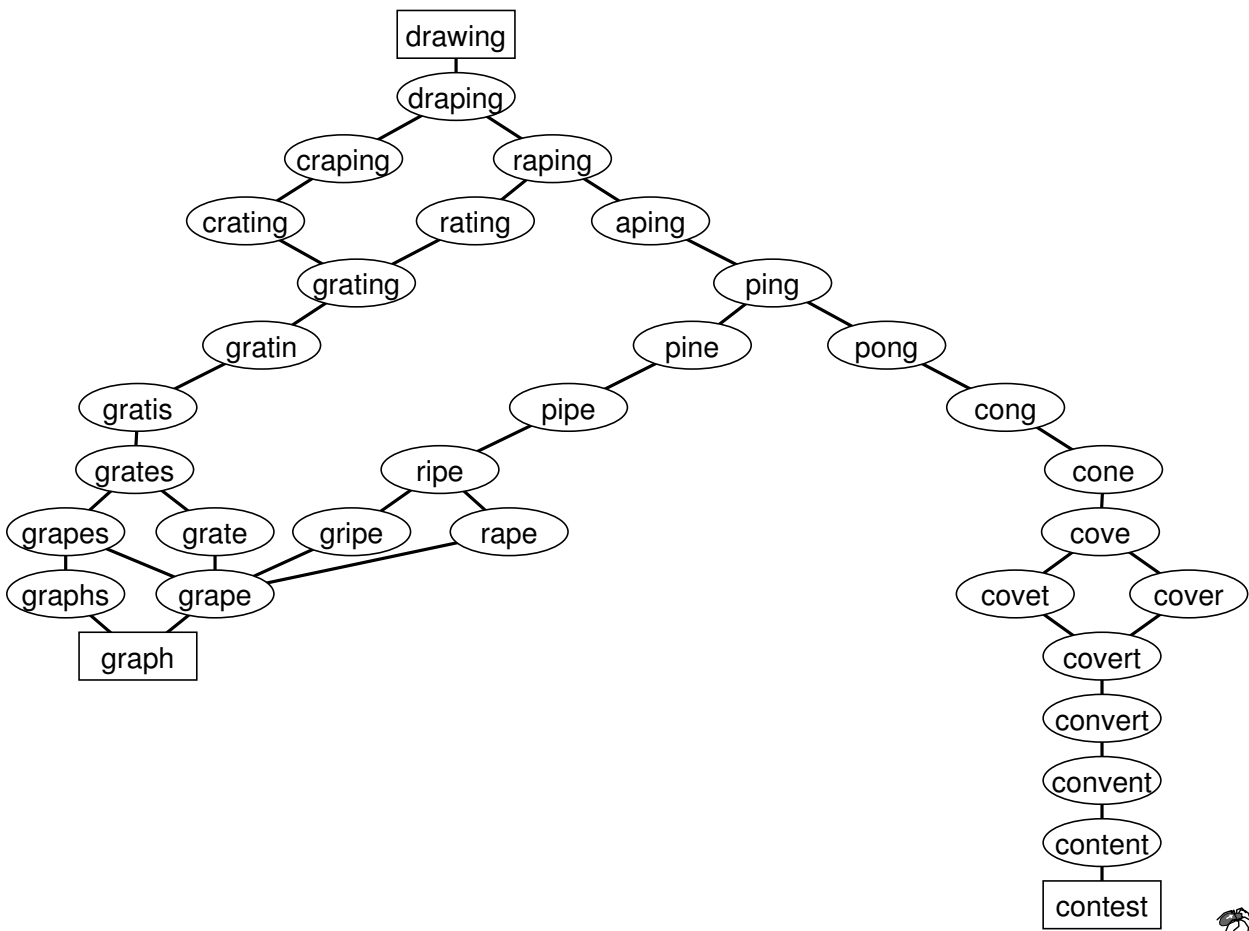 drawing
draping
craping
raping
crating
rating
aping
grating
ping
gratin
pine
pong
gratis
pipe
cong
grates
ripe
cone
grapes
grate
gripe
rape
cove
graphs
grape
covet
cover
graph
covert
convert
convent
content
contest